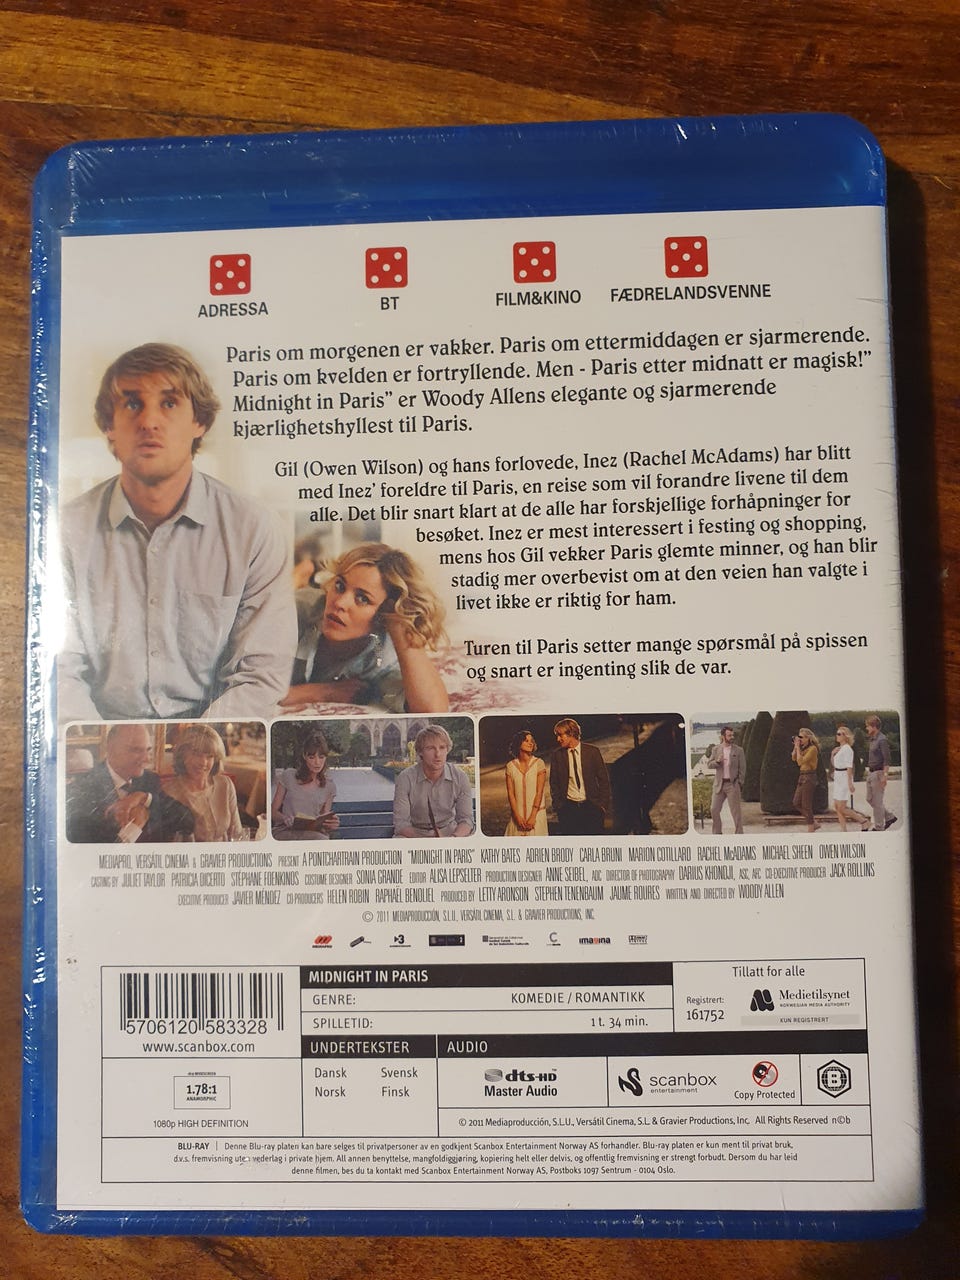 ADRESSA
BT
FILM&KINO
FÆDRELANDSVENNE
Paris om morgenen er vakker. Paris om ettermiddagen er sjarmerende.
Paris om kvelden er fortryllende. Men - Paris etter midnatt er magisk!”
Midnight in Paris” er Woody Allens elegante og sjarmerende
kjærlighetshyllest til Paris.
Gil (Owen Wilson) og hans forlovede, Inez (Rachel McAdams) har blitt
med Inez’ foreldre til Paris, en reise som vil forandre livene til dem
alle. Det blir snart klart at de alle har forskjellige forhåpninger for
besøket. Inez er mest interessert i festing og shopping,
mens hos Gil vekker Paris glemte minner, og han blir
stadig mer overbevist om at den veien han valgte i
livet ikke er riktig for ham.
Turen til Paris setter mange spørsmål på spissen
og snart er ingenting slik de var.
MEDIAPRO, VERSÁTIL CINEMA & GRAVIER PRODUCTIONS PRESENT A PONTCHARTRAIN PRODUCTION “MIDNIGHT IN PARIS” KATHY BATES ADRIEN BRODY CARLA BRUNI MARION COTILLARD RACHEL McADAMS MICHAEL SHEEN OWEN WILSON
CASTING BY JULIET TAYLOR PATRICIA DICERTO STÉPHANE FOENKINOS COSTUME DESIGNER SONIA GRANDE EDITOR ALISA LEPSELTER PRODUCTION DESIGNER ANNE SEIBEL, ADC DIRECTOR OF PHOTOGRAPHY DARIUS KHONDJI, ASC, AFC CO-EXECUTIVE PRODUCER JACK ROLLINS
EXECUTIVE PRODUCER JAVIER MÉNDEZ CO-PRODUCERS HELEN ROBIN RAPHAËL BENOLIEL PRODUCED BY LETTY ARONSON STEPHEN TENENBAUM JAUME ROURES WRITTEN AND DIRECTED BY WOODY ALLEN
© 2011 MEDIAPRODUCCIÓN, S.L.U., VERSÁTIL CINEMA, S.L. & GRAVIER PRODUCTIONS, INC.
MEDIAPRO 3 imagina
5706120 583328
www.scanbox.com
MIDNIGHT IN PARIS
GENRE: KOMEDIE / ROMANTIKK
SPILLETID: 1 t. 34 min.
Tillatt for alle
Registrert:
161752
Medietilsynet
NORWEGIAN MEDIA AUTHORITY
KUN REGISTRERT
UNDERTEKSTER
Dansk Svensk
Norsk Finsk
AUDIO
dts-HD
Master Audio
scanbox
entertainment
Copy Protected
B
1.78:1
ANAMORPHIC
1080p HIGH DEFINITION
© 2011 Mediaproducción, S.L.U., Versátil Cinema, S.L. & Gravier Productions, Inc. All Rights Reserved n©b
BLU-RAY | Denne Blu-ray platen kan bare selges til privatpersoner av en godkjent Scanbox Entertainment Norway AS forhandler. Blu-ray platen er kun ment til privat bruk,
d.v.s. fremvisning uten vederlag i private hjem. All annen benyttelse, mangfoldiggjøring, kopiering helt eller delvis, og offentlig fremvisning er strengt forbudt. Dersom du har leid
denne filmen, bes du ta kontakt med Scanbox Entertainment Norway AS, Postboks 1097 Sentrum - 0104 Oslo.